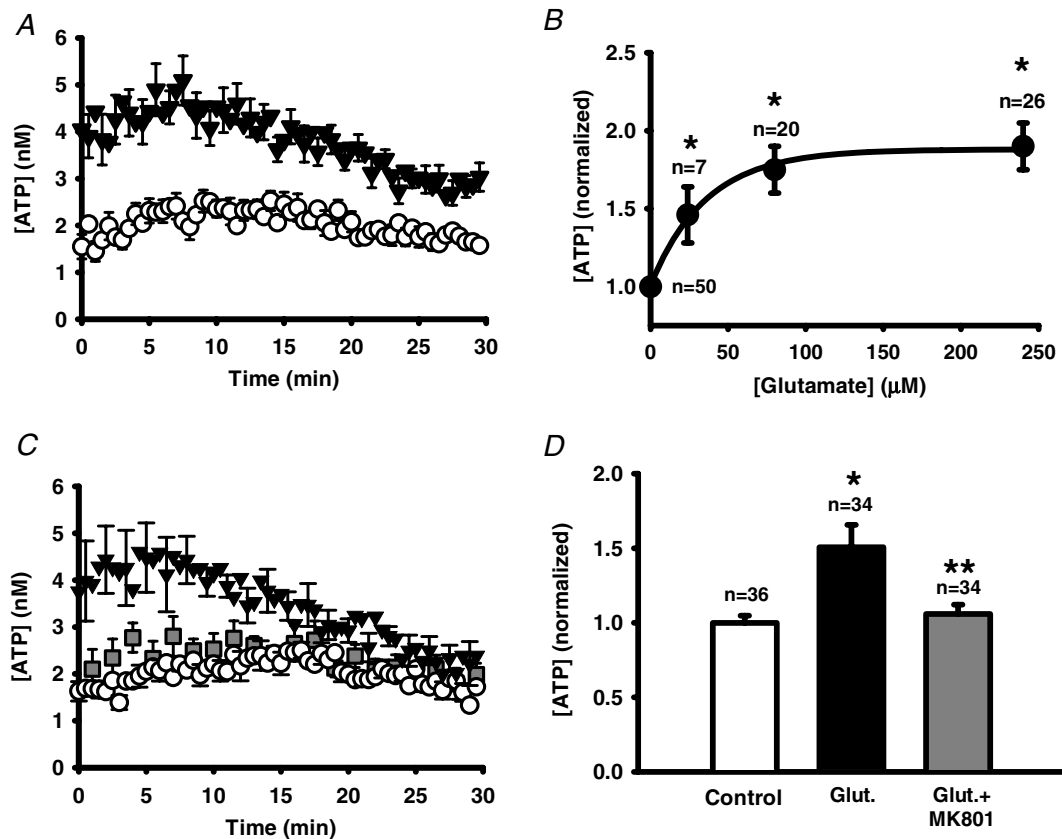 A
[ATP] (nM)
6
5
4
3
2
1
0
0 5 10 15 20 25 30
Time (min)
B
[ATP] (normalized)
2.5
2.0
1.5
1.0
*
n=26
*
n=20
*
n=7
n=50
0 50 100 150 200 250
[Glutamate] (μM)
C
[ATP] (nM)
6
5
4
3
2
1
0
0 5 10 15 20 25 30
Time (min)
D
[ATP] (normalized)
2.0
1.5
1.0
0.5
0.0
n=36
*
n=34
**
n=34
Control Glut. Glut.+
MK801